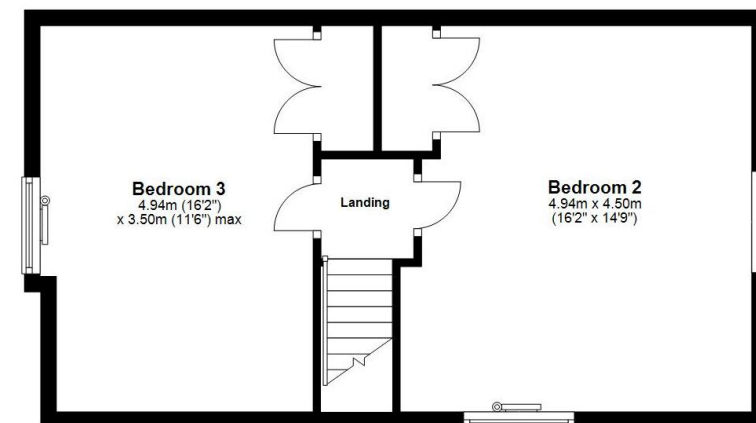 Bedroom 3
4.94m (16'2")
x 3.50m (11'6") max
Landing
Bedroom 2
4.94m x 4.50m
(16'2" x 14'9")